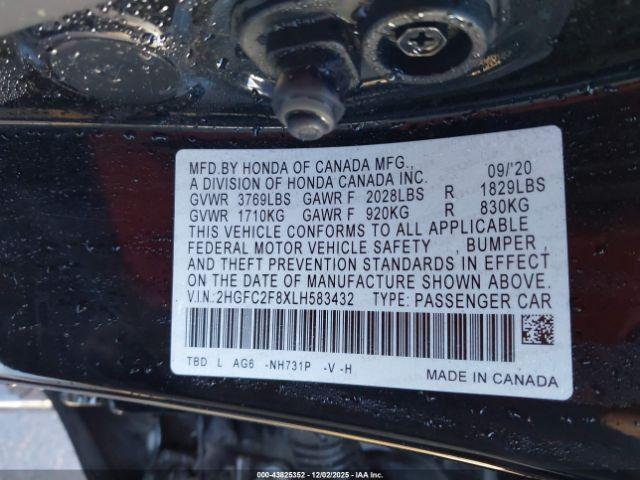 MFD.BY HONDA OF CANADA MFG., 09/'20
A DIVISION OF HONDA CANADA INC.
GVWR 3769LBS GAWR F 2028LBS R 1829LBS
GVWR 1710KG GAWR F 920KG R 830KG
THIS VEHICLE CONFORMS TO ALL APPLICABLE
FEDERAL MOTOR VEHICLE SAFETY , BUMPER ,
AND THEFT PREVENTION STANDARDS IN EFFECT
ON THE DATE OF MANUFACTURE SHOWN ABOVE.
V.I.N.:2HGFC2F8XLH583432 TYPE: PASSENGER CAR
TBD L AG6 -NH731P -V -H
MADE IN CANADA
000-43825352 | 12/02/2025 | IAA Inc.